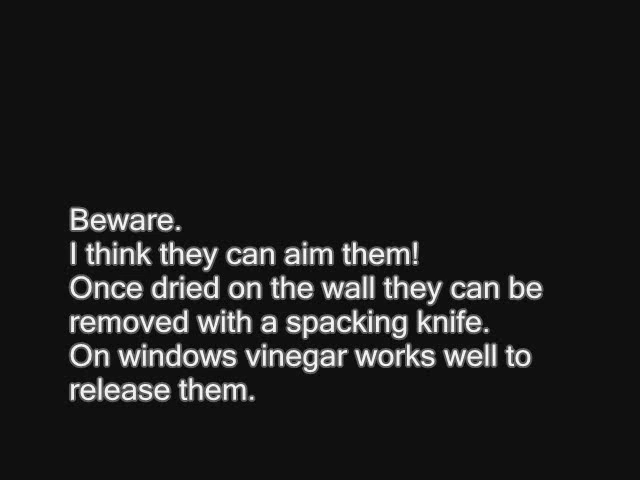 Beware.
I think they can aim them!
Once dried on the wall they can be
removed with a spacking knife.
On windows vinegar works well to
release them.